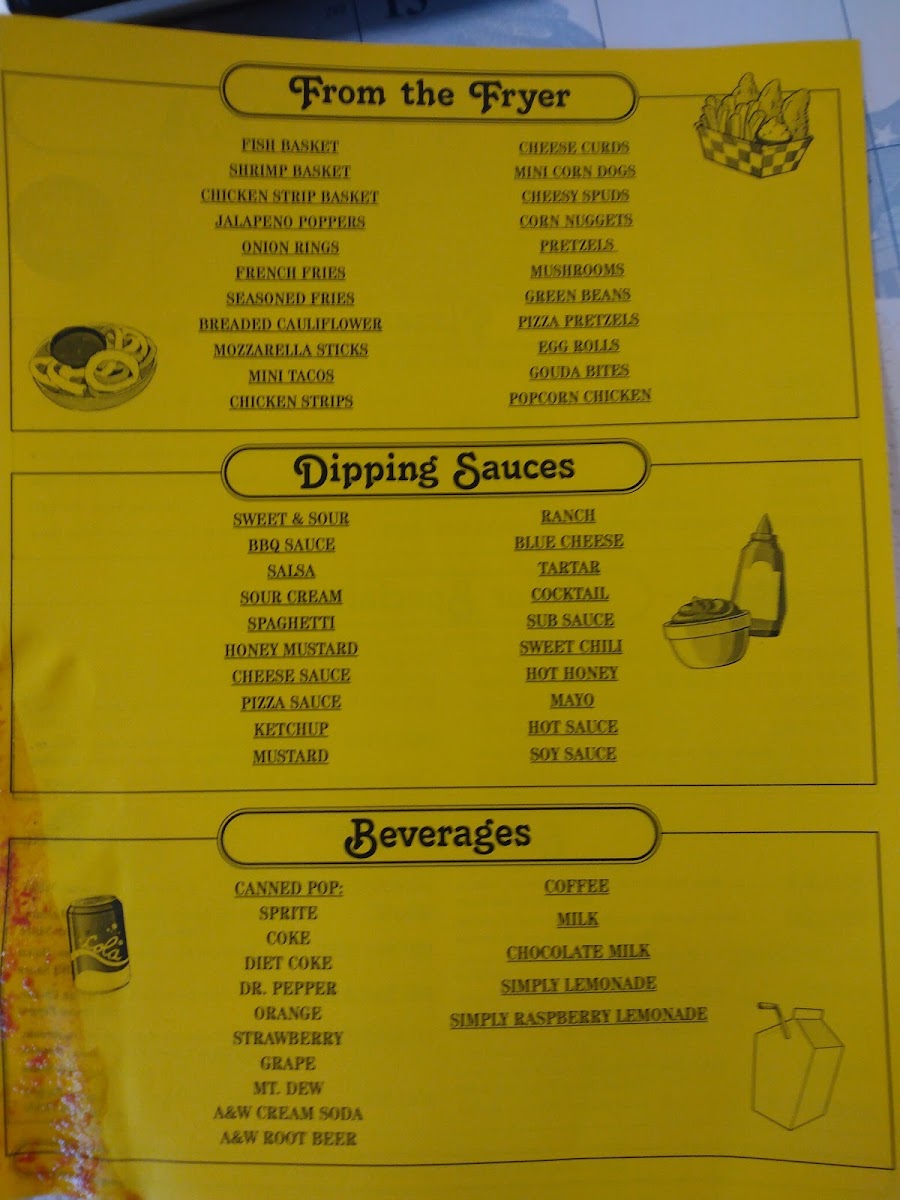 From the Fryer
FISH BASKET
SHRIMP BASKET
CHICKEN STRIP BASKET
JALAPENO POPPERS
ONION RINGS
FRENCH FRIES
SEASONED FRIES
BREADED CAULIFLOWER
MOZZARELLA STICKS
MINI TACOS
CHICKEN STRIPS
CHEESE CURDS
MINI CORN DOGS
CHEESY SPUDS
CORN NUGGETS
PRETZELS
MUSHROOMS
GREEN BEANS
PIZZA PRETZELS
EGG ROLLS
GOUDA BITES
POPCORN CHICKEN
Dipping Sauces
SWEET & SOUR
BBQ SAUCE
SALSA
SOUR CREAM
SPAGHETTI
HONEY MUSTARD
CHEESE SAUCE
PIZZA SAUCE
KETCHUP
MUSTARD
RANCH
BLUE CHEESE
TARTAR
COCKTAIL
SUB SAUCE
SWEET CHILI
HOT HONEY
MAYO
HOT SAUCE
SOY SAUCE
Beverages
CANNED POP:
SPRITE
COKE
DIET COKE
DR. PEPPER
ORANGE
STRAWBERRY
GRAPE
MT. DEW
A&W CREAM SODA
A&W ROOT BEER
COFFEE
MILK
CHOCOLATE MILK
SIMPLY LEMONADE
SIMPLY RASPBERRY LEMONADE
Lola